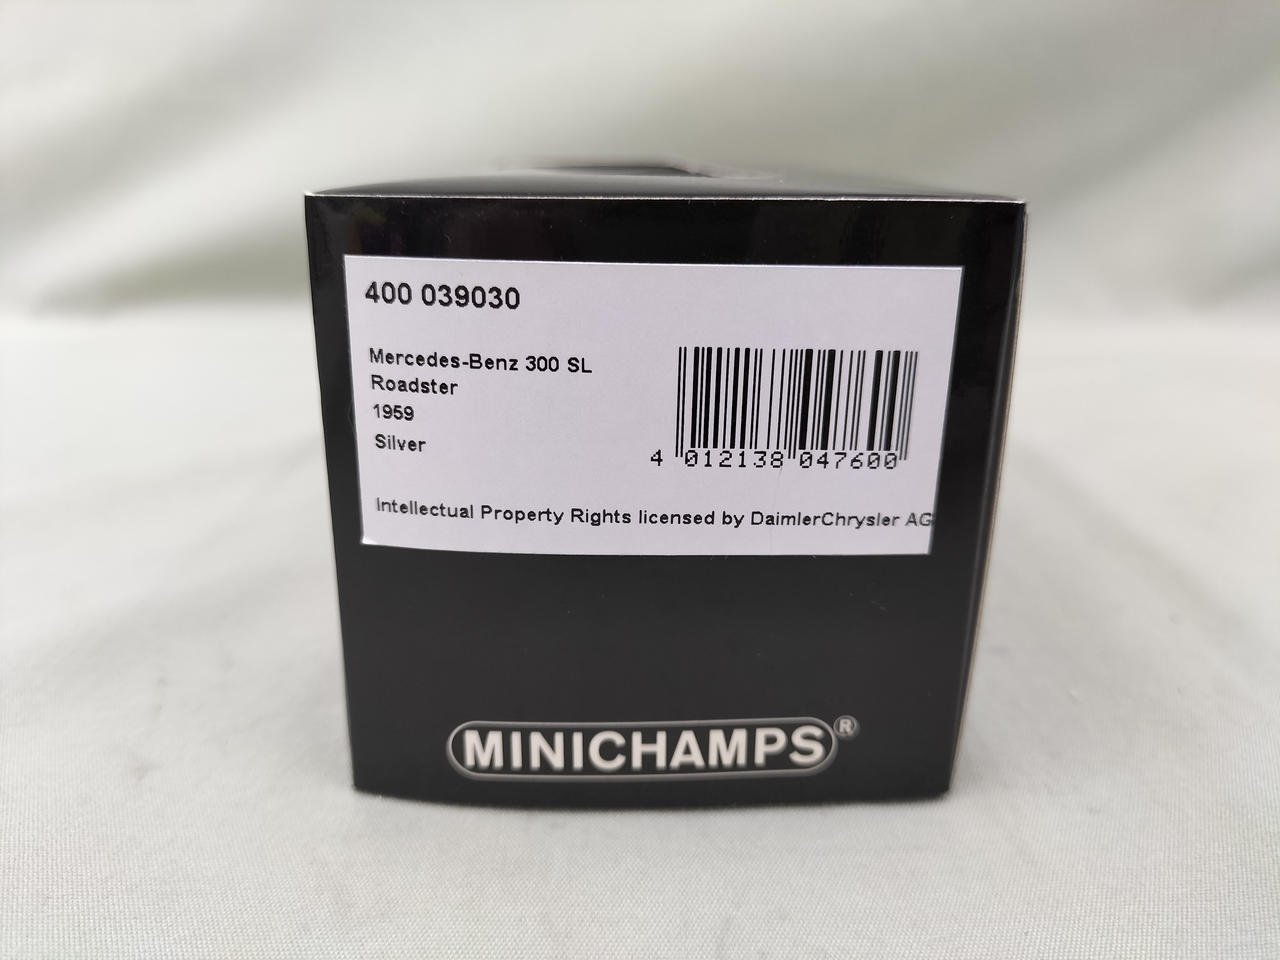 400 039030
Mercedes-Benz 300 SL
Roadster
1959
Silver
4 012138 047600
Intellectual Property Rights licensed by DaimlerChrysler AG
MINICHAMPS®